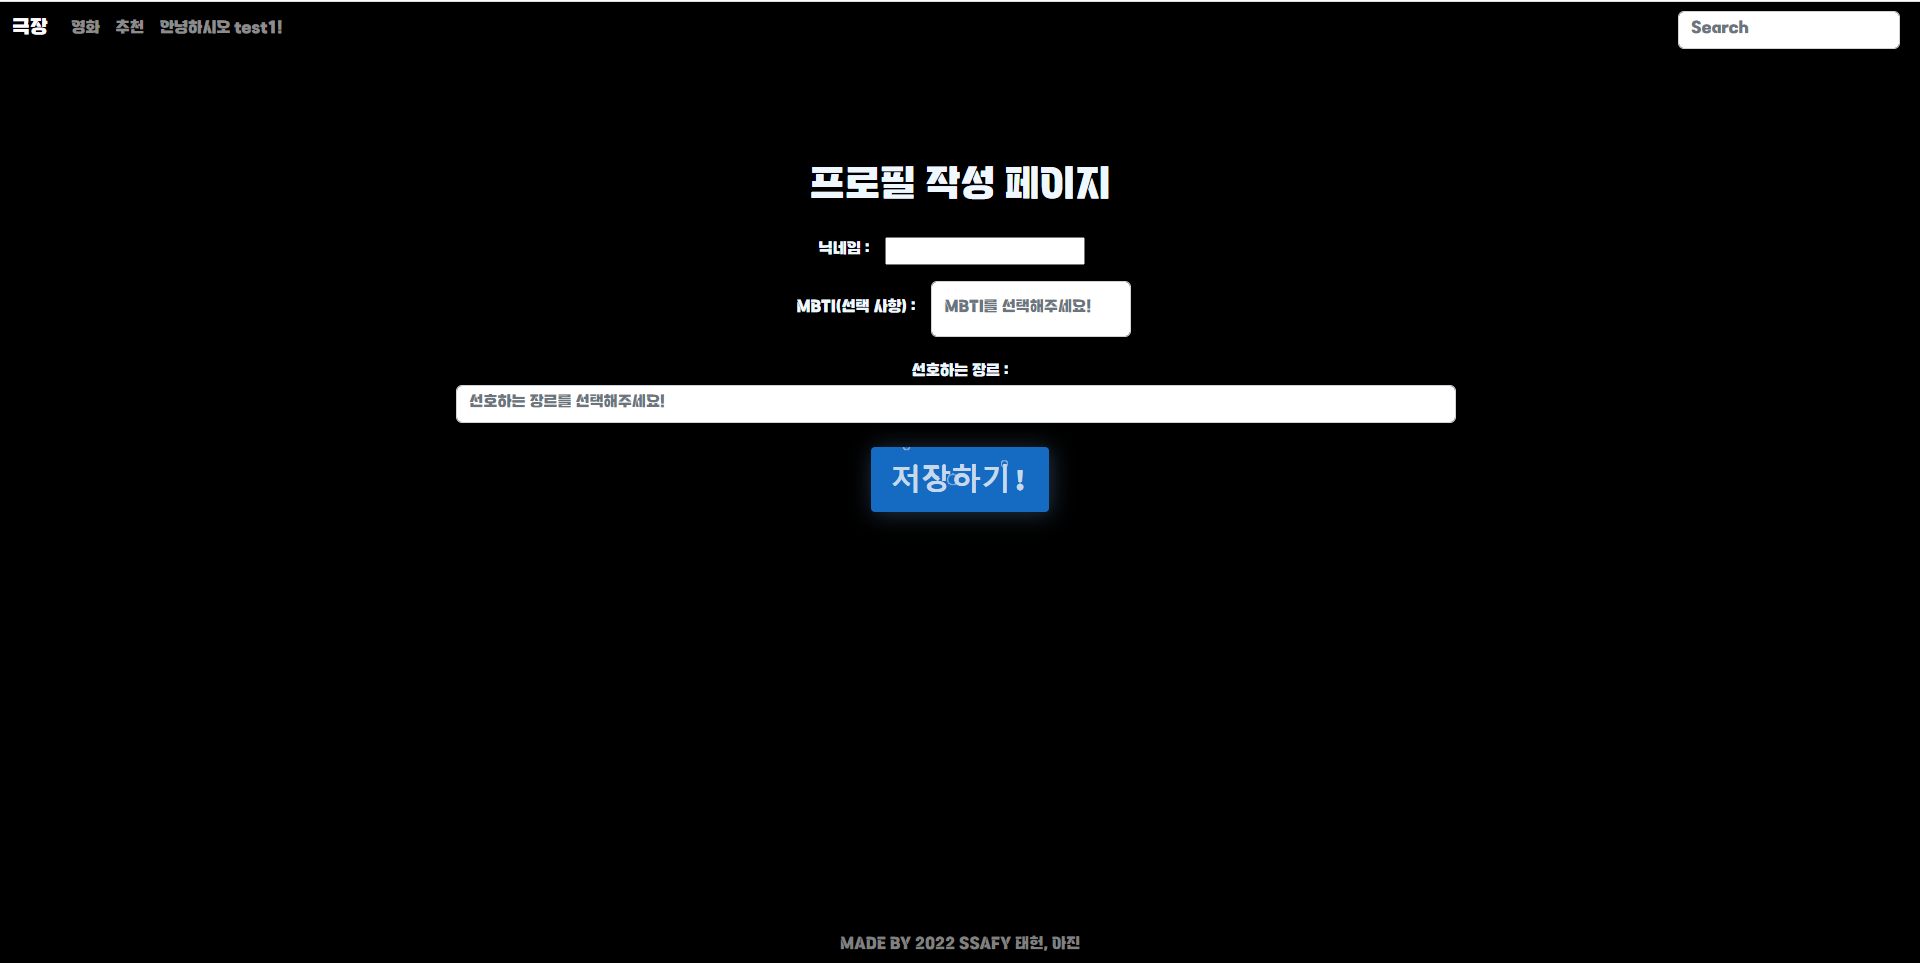 극장 영화 추천 안녕하시오 test1! Search
프로필 작성 페이지
닉네임 :
MBTI(선택 사항) : MBTI를 선택해주세요!
선호하는 장르 :
선호하는 장르를 선택해주세요!
저장하기!
MADE BY 2022 SSAFY 태헌, 아진